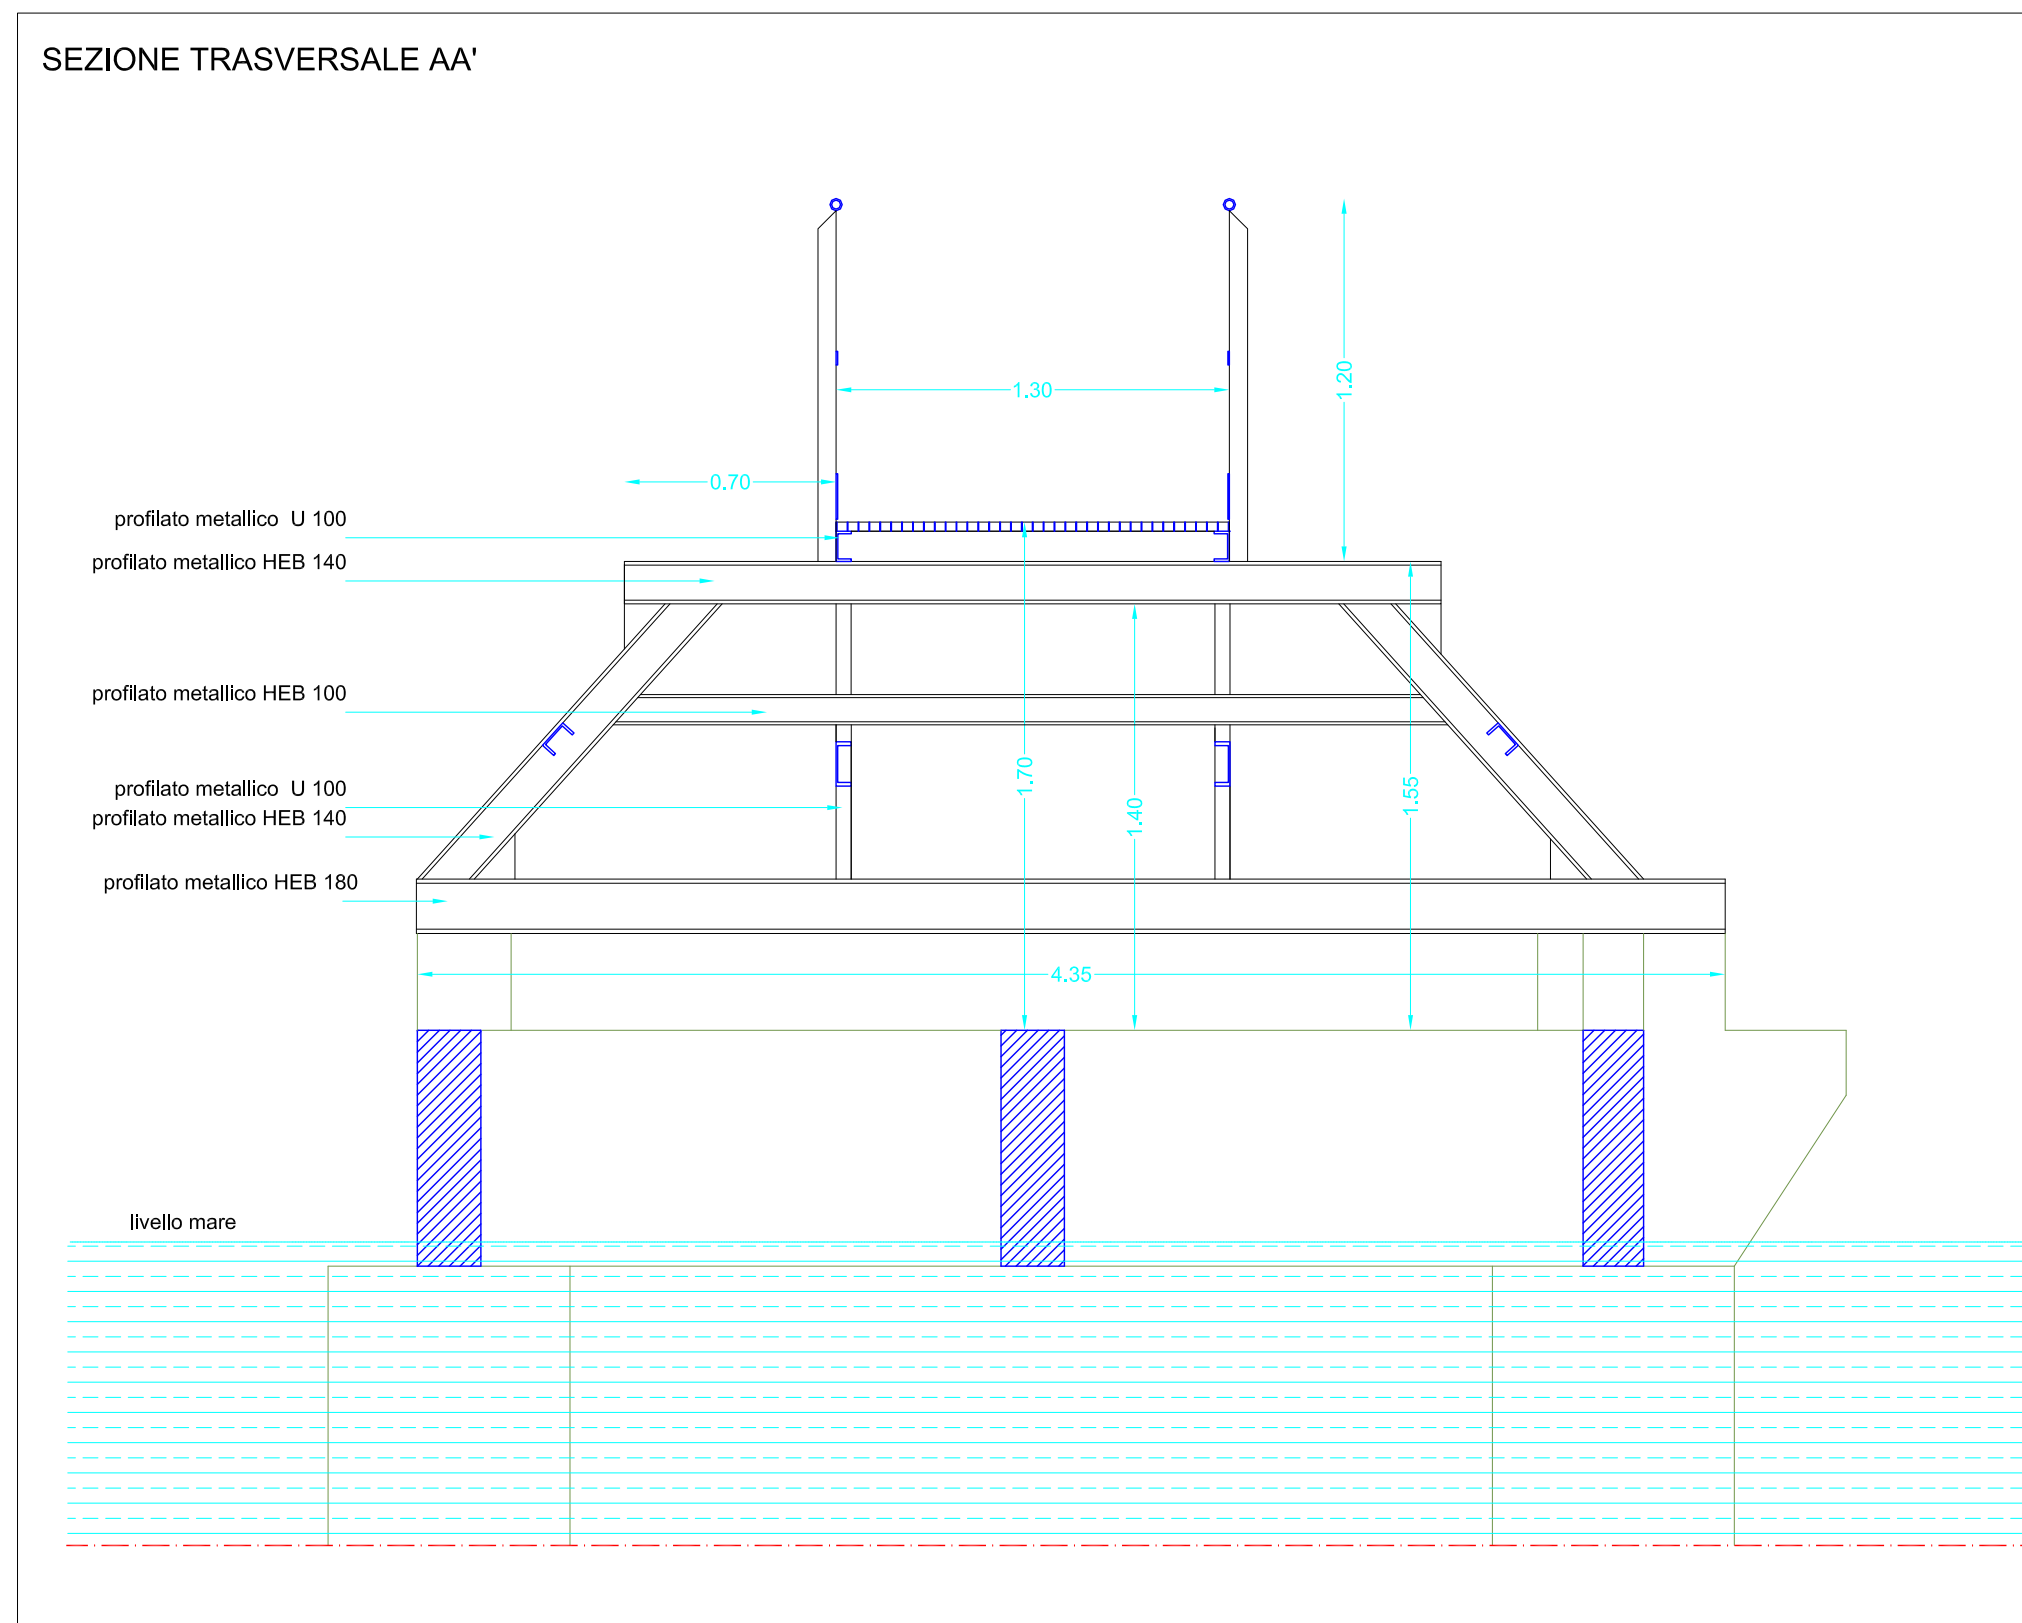 SEZIONE TRASVERSALE AA'
1.20
1.30
0.70
profilato metallico  U 100
profilato metallico HEB 140
profilato metallico HEB 100
1.70
1.40
1.55
profilato metallico  U 100
profilato metallico HEB 140
profilato metallico HEB 180
4.35
livello mare